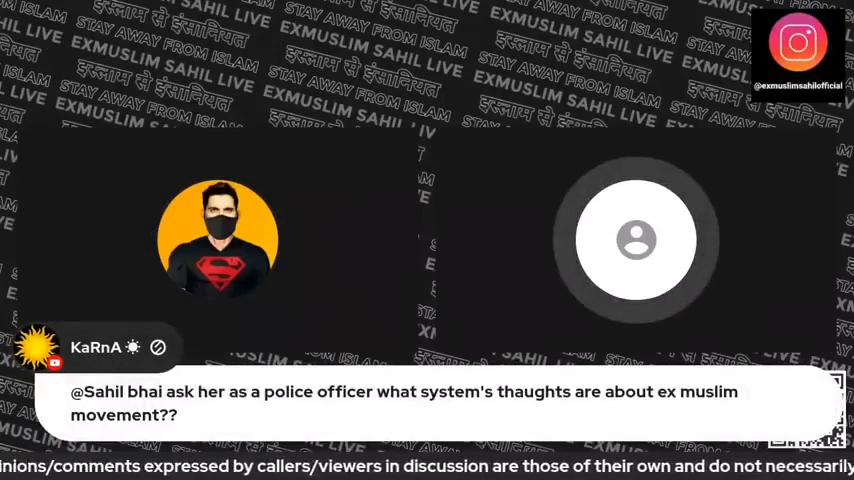 @exmuslimsahilofficial
KaRnA
@Sahil bhai ask her as a police officer what system's thaughts are about ex muslim
movement??
inions/comments expressed by callers/viewers in discussion are those of their own and do not necessarily
STAY AWAY FROM ISLAM
EXMUSLIM SAHIL LIVE
इस्लाम से इंसानियत